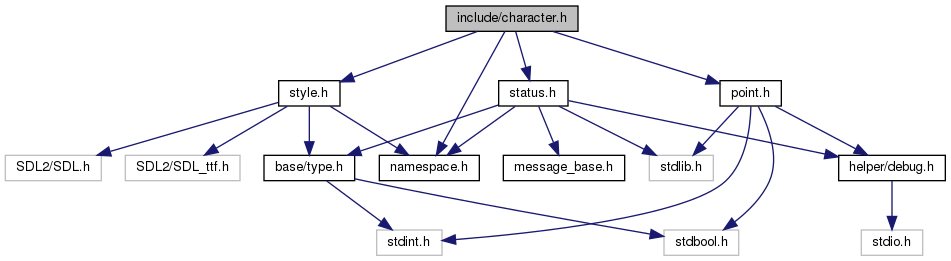 include/character.h
style.h
status.h
point.h
SDL2/SDL.h
SDL2/SDL_ttf.h
base/type.h
namespace.h
message_base.h
stdlib.h
helper/debug.h
stdint.h
stdbool.h
stdio.h